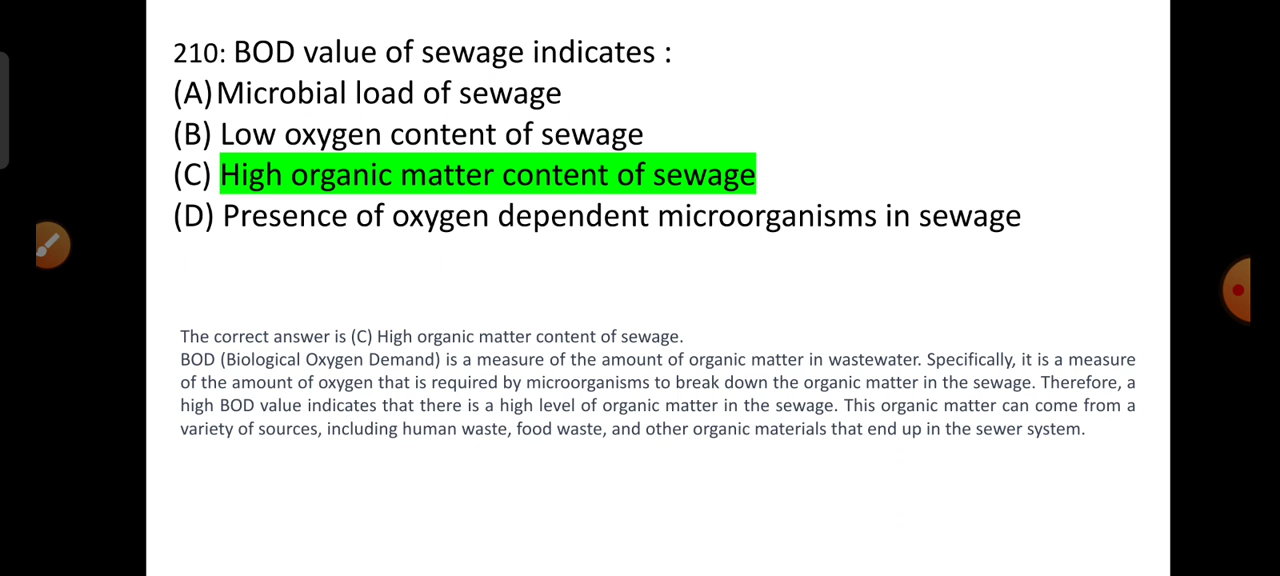 210: BOD value of sewage indicates :
(A) Microbial load of sewage
(B) Low oxygen content of sewage
(C) High organic matter content of sewage
(D) Presence of oxygen dependent microorganisms in sewage
The correct answer is (C) High organic matter content of sewage.
BOD (Biological Oxygen Demand) is a measure of the amount of organic matter in wastewater. Specifically, it is a measure
of the amount of oxygen that is required by microorganisms to break down the organic matter in the sewage. Therefore, a
high BOD value indicates that there is a high level of organic matter in the sewage. This organic matter can come from a
variety of sources, including human waste, food waste, and other organic materials that end up in the sewer system.